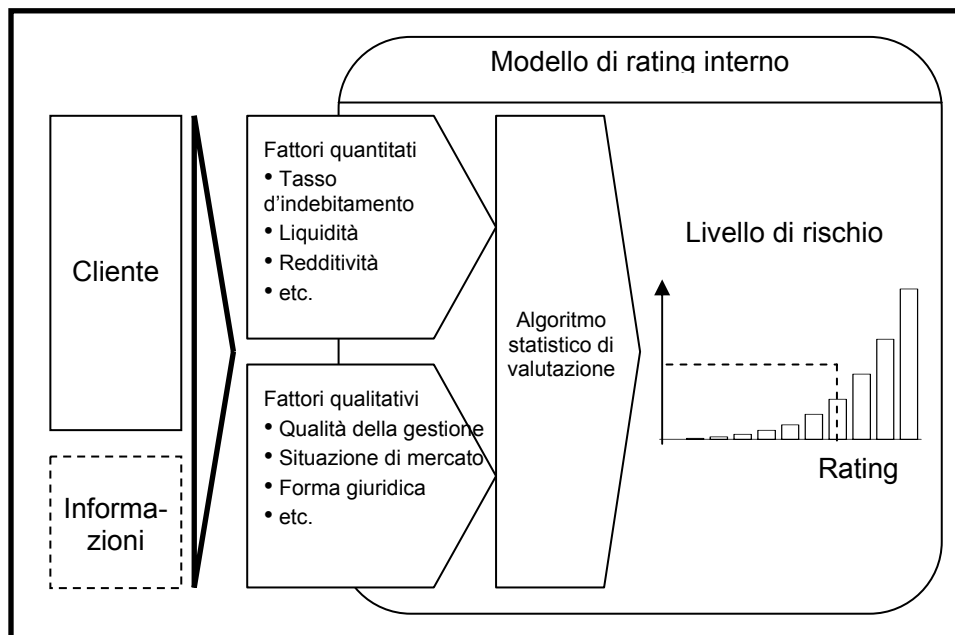 Modello di rating interno
Cliente
Informa-
zioni
Fattori quantitati
• Tasso
d'indebitamento
• Liquidità
• Redditività
• etc.
Fattori qualitativi
• Qualità della gestione
• Situazione di mercato
• Forma giuridica
• etc.
Algoritmo
statistico di
valutazione
Livello di rischio
Rating